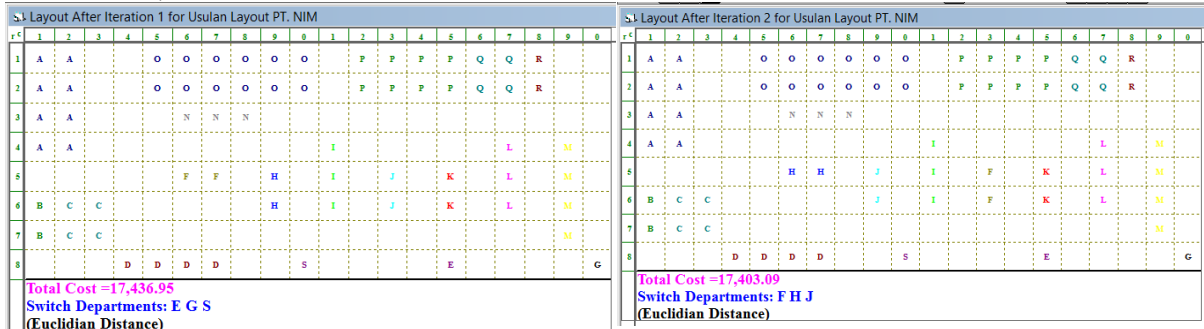 Layout After Iteration 1 for Usulan Layout PT. NIM
r c 1 2 3 4 5 6 7 8 9 0 1 2 3 4 5 6 7 8 9 0
1 A A O O O O O O P P P P Q Q R
2 A A O O O O O O P P P P Q Q R
3 A A N N N
4 A A I L M
5 F F H I J K L M
6 B C C H I J K L M
7 B C C M
8 D D D D S E G
Total Cost =17,436.95
Switch Departments: E G S
(Euclidian Distance)
Layout After Iteration 2 for Usulan Layout PT. NIM
r c 1 2 3 4 5 6 7 8 9 0 1 2 3 4 5 6 7 8 9 0
1 A A O O O O O O P P P P Q Q R
2 A A O O O O O O P P P P Q Q R
3 A A N N N
4 A A I L M
5 H H J I F K L M
6 B C C J I F K L M
7 B C C M
8 D D D D S E G
Total Cost =17,403.09
Switch Departments: F H J
(Euclidian Distance)